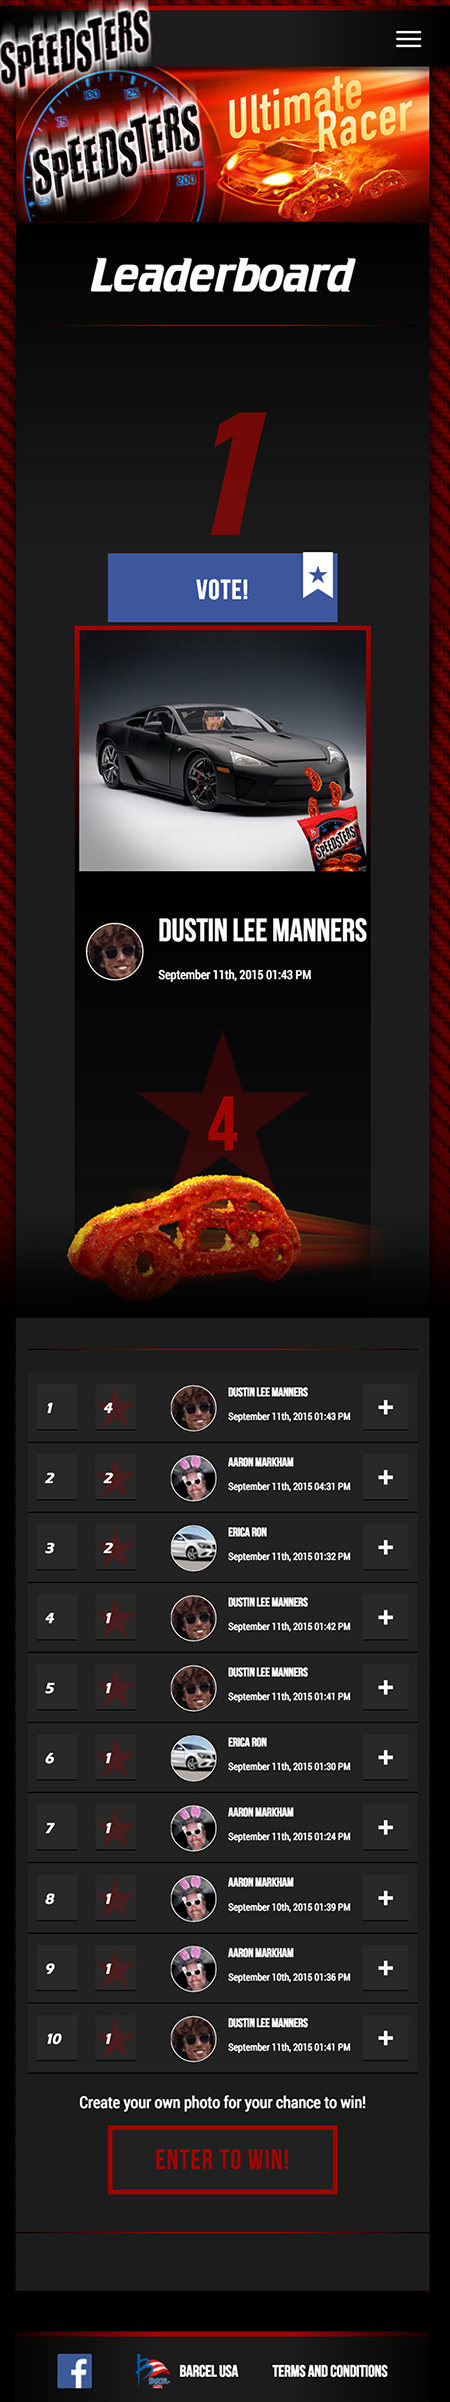 SPEEDSTERS
75
100
125
200
25
SPEEDSTERS
Ultimate
Racer
Leaderboard
1
VOTE!
SPEEDSTERS
DUSTIN LEE MANNERS
September 11th, 2015 01:43 PM
4
1 4 DUSTIN LEE MANNERS +
September 11th, 2015 01:43 PM
2 2 AARON MARKHAM +
September 11th, 2015 04:31 PM
3 2 ERICA RON +
September 11th, 2015 01:32 PM
4 1 DUSTIN LEE MANNERS +
September 11th, 2015 01:42 PM
5 1 DUSTIN LEE MANNERS +
September 11th, 2015 01:41 PM
6 1 ERICA RON +
September 11th, 2015 01:30 PM
7 1 AARON MARKHAM +
September 11th, 2015 01:24 PM
8 1 AARON MARKHAM +
September 10th, 2015 01:39 PM
9 1 AARON MARKHAM +
September 10th, 2015 01:36 PM
10 1 DUSTIN LEE MANNERS +
September 11th, 2015 01:41 PM
Create your own photo for your chance to win!
ENTER TO WIN!
f
BARCEL USA
TERMS AND CONDITIONS